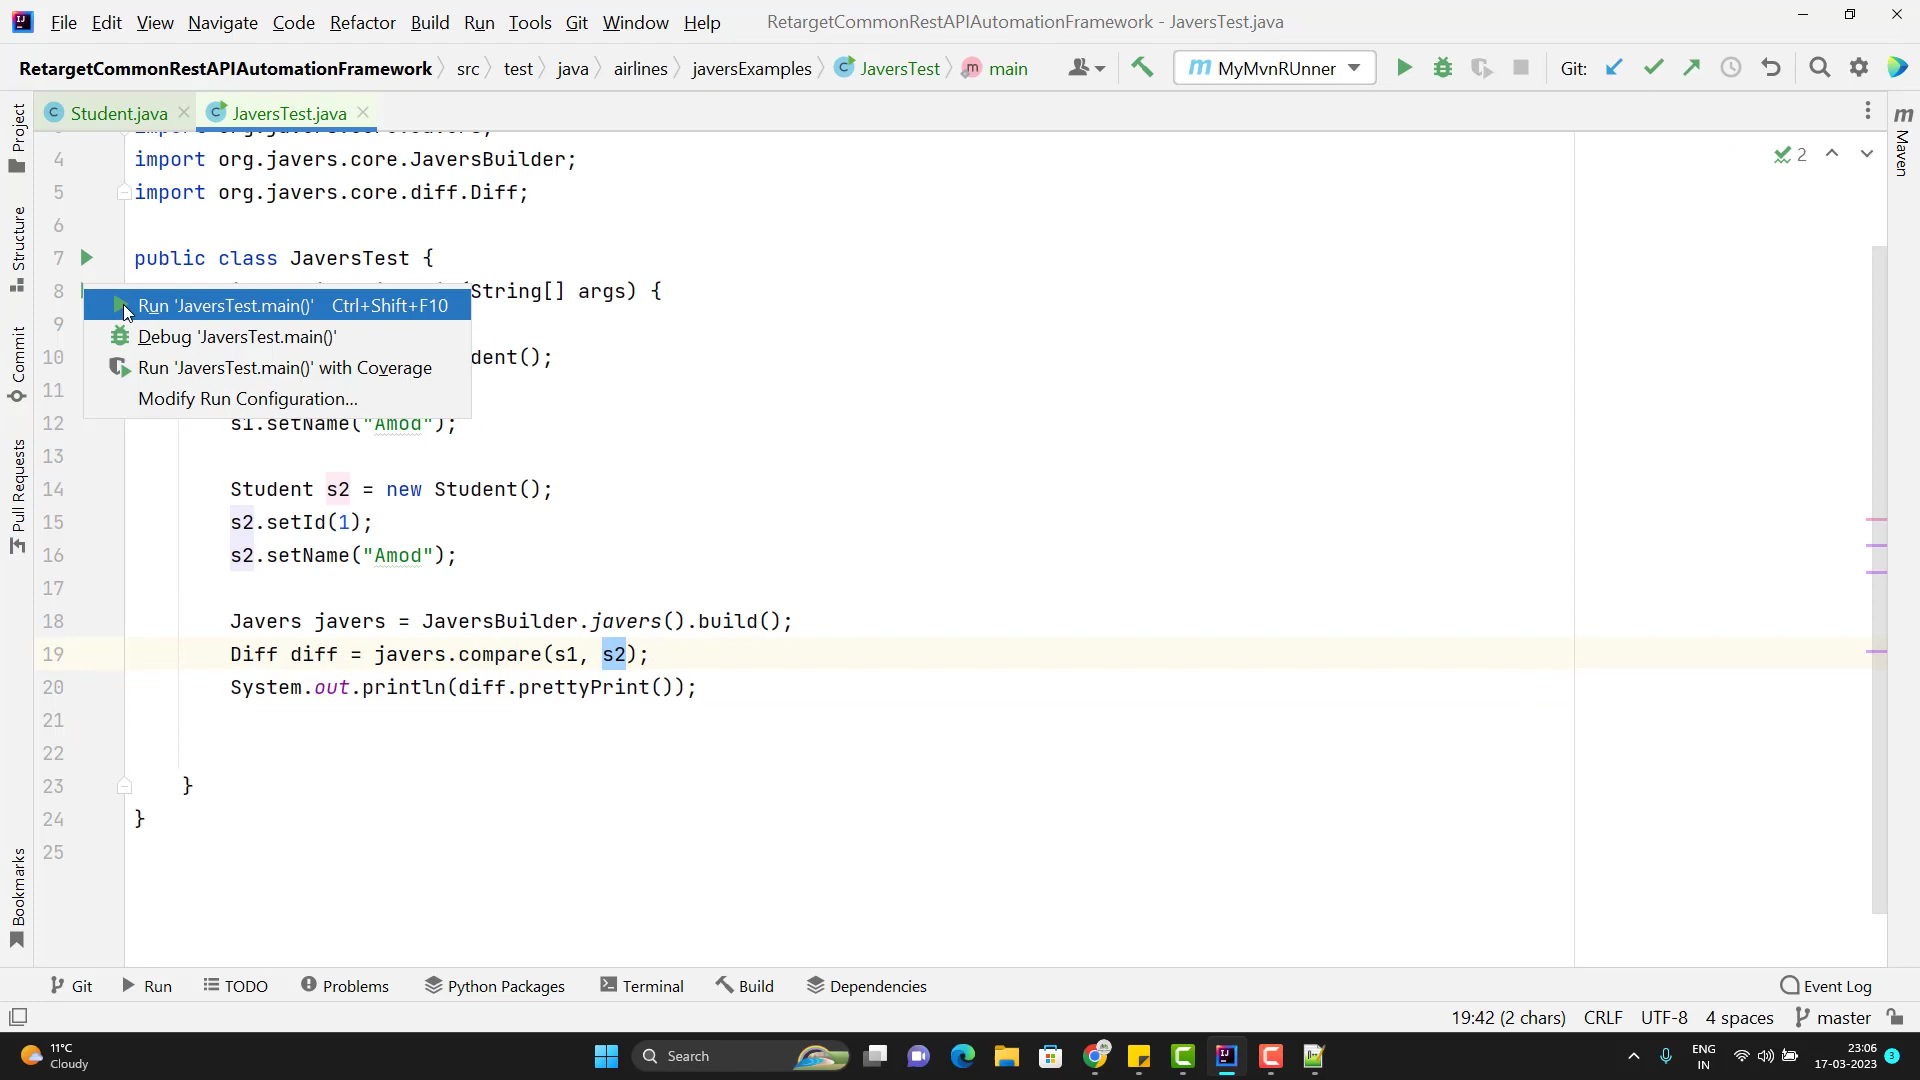 File Edit View Navigate Code Refactor Build Run Tools Git Window Help RetargetCommonRestAPIAutomationFramework - JaversTest.java
RetargetCommonRestAPIAutomationFramework src test java airlines javersExamples JaversTest main MyMvnRUnner Git:
Student.java JaversTest.java
4 import org.javers.core.JaversBuilder;
5 import org.javers.core.diff.Diff;
6
7 public class JaversTest {
8 String[] args) {
Run 'JaversTest.main()' Ctrl+Shift+F10
9
Debug 'JaversTest.main()'
10 dent();
Run 'JaversTest.main()' with Coverage
11
Modify Run Configuration...
12 s1.setName("Amod");
13
14 Student s2 = new Student();
15 s2.setId(1);
16 s2.setName("Amod");
17
18 Javers javers = JaversBuilder.javers().build();
19 Diff diff = javers.compare(s1, s2);
20 System.out.println(diff.prettyPrint());
21
22
23 }
24 }
25
2
Project
Structure
Commit
Pull Requests
Bookmarks
Maven
Git Run TODO Problems Python Packages Terminal Build Dependencies Event Log
19:42 (2 chars) CRLF UTF-8 4 spaces master
11°C
Cloudy
Search
ENG
IN
23:06
17-03-2023
3